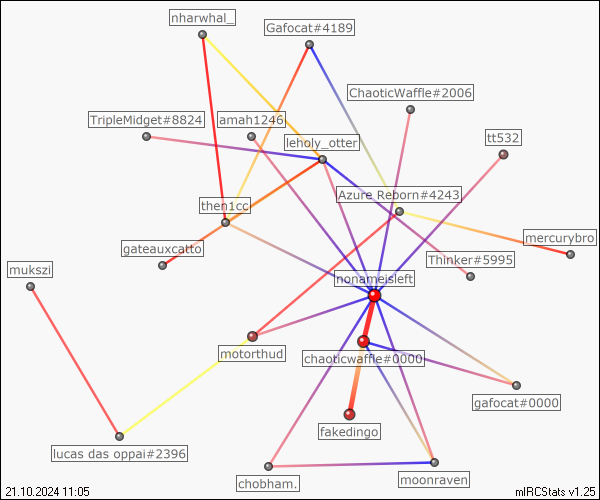 nharwhal_
Gafocat#4189
ChaoticWaffle#2006
TripleMidget#8824
amah1246
tt532
leholy_otter
Azure Reborn#4243
then1cc
mercurybro
gateauxcatto
Thinker#5995
mukszi
nonameisleft
motorthud
chaoticwaffle#0000
gafocat#0000
fakedingo
lucas das oppai#2396
chobham.
moonraven
21.10.2024 11:05
mIRCStats v1.25